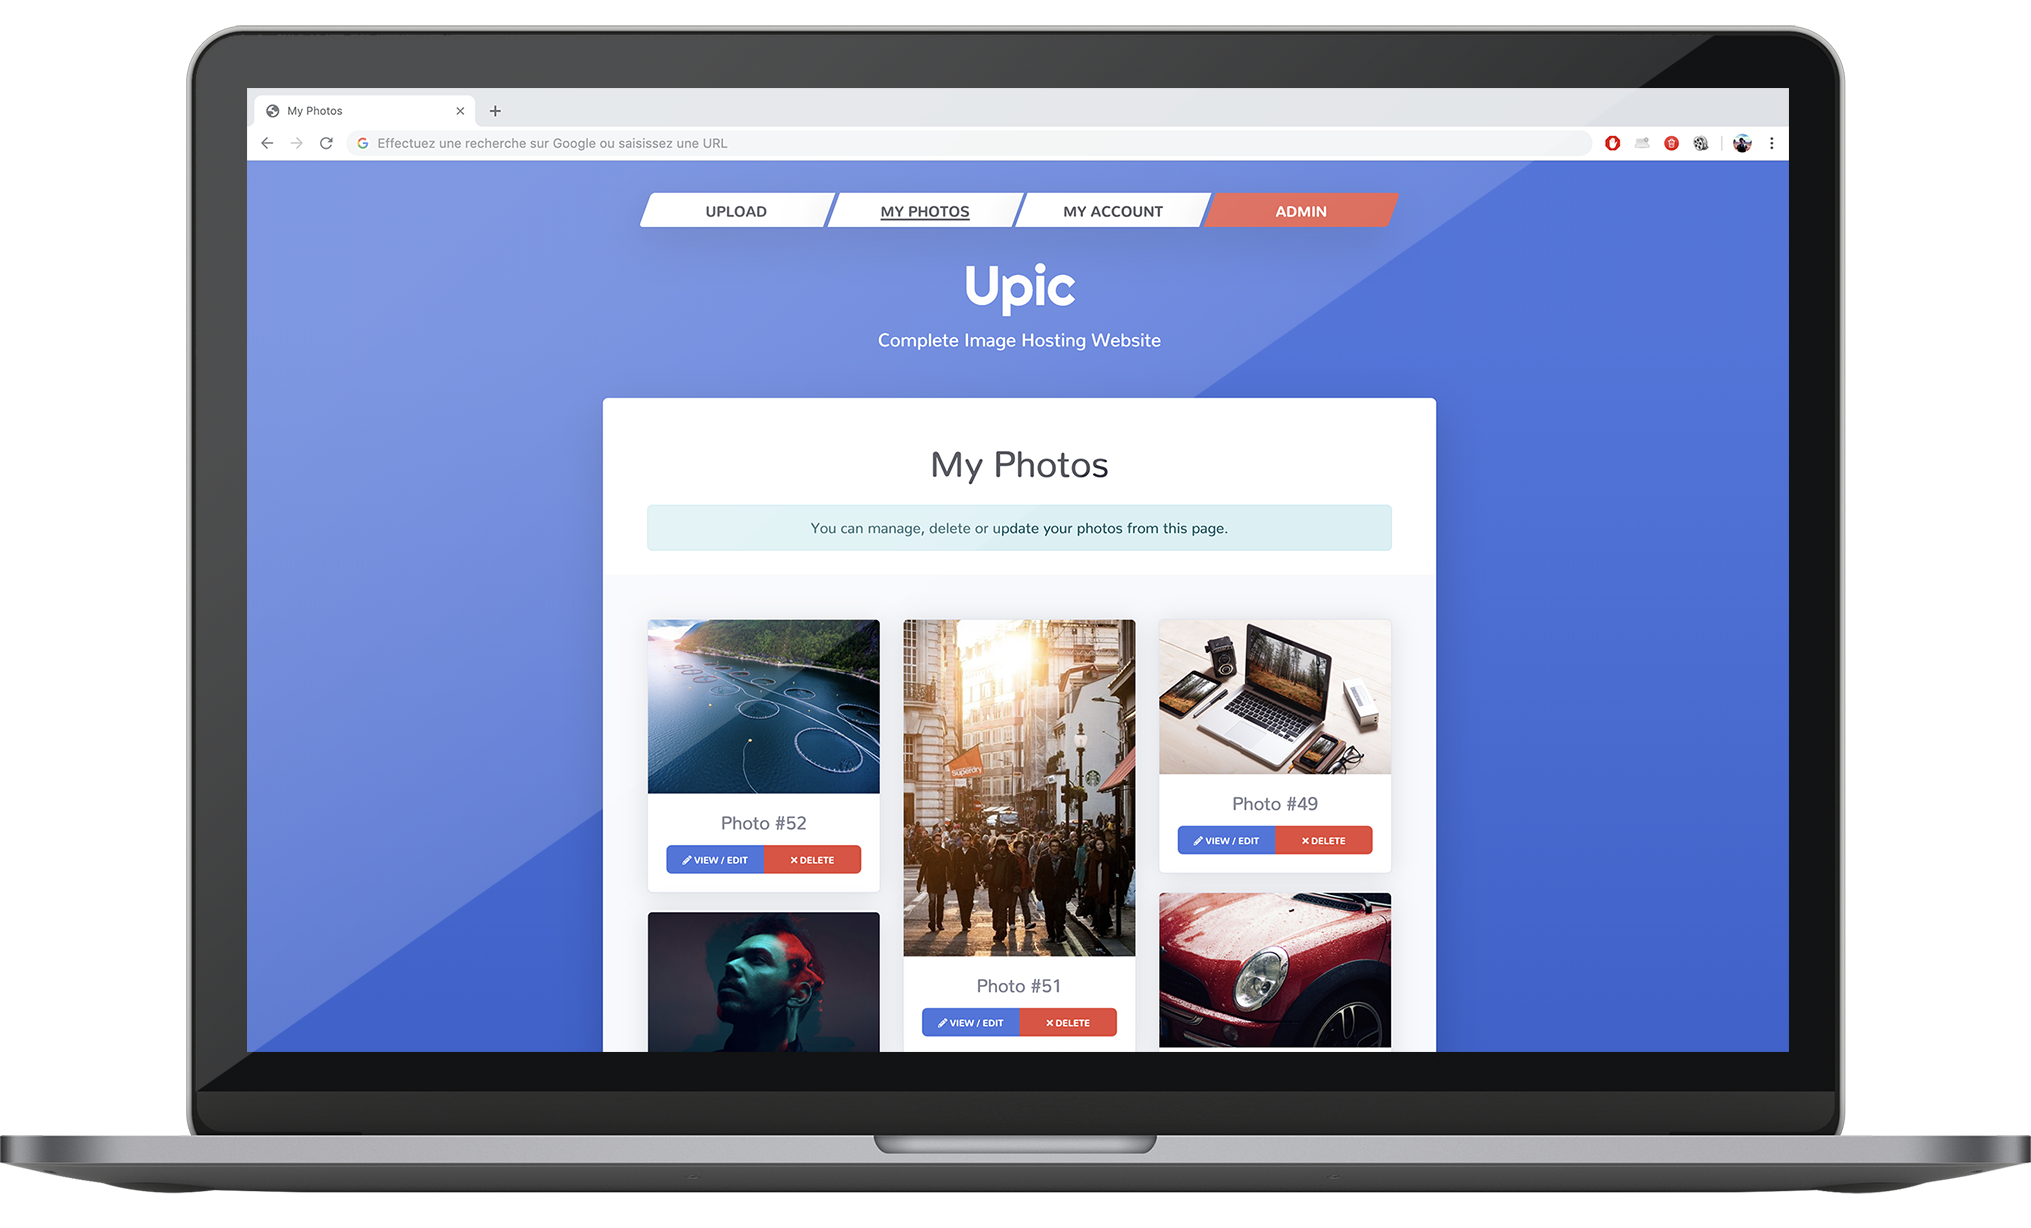 My Photos
Effectuez une recherche sur Google ou saisissez une URL
UPLOAD
MY PHOTOS
MY ACCOUNT
ADMIN
Upic
Complete Image Hosting Website
My Photos
You can manage, delete or update your photos from this page.
Superdry
Photo #52
VIEW / EDIT
DELETE
Photo #51
VIEW / EDIT
DELETE
Photo #49
VIEW / EDIT
DELETE